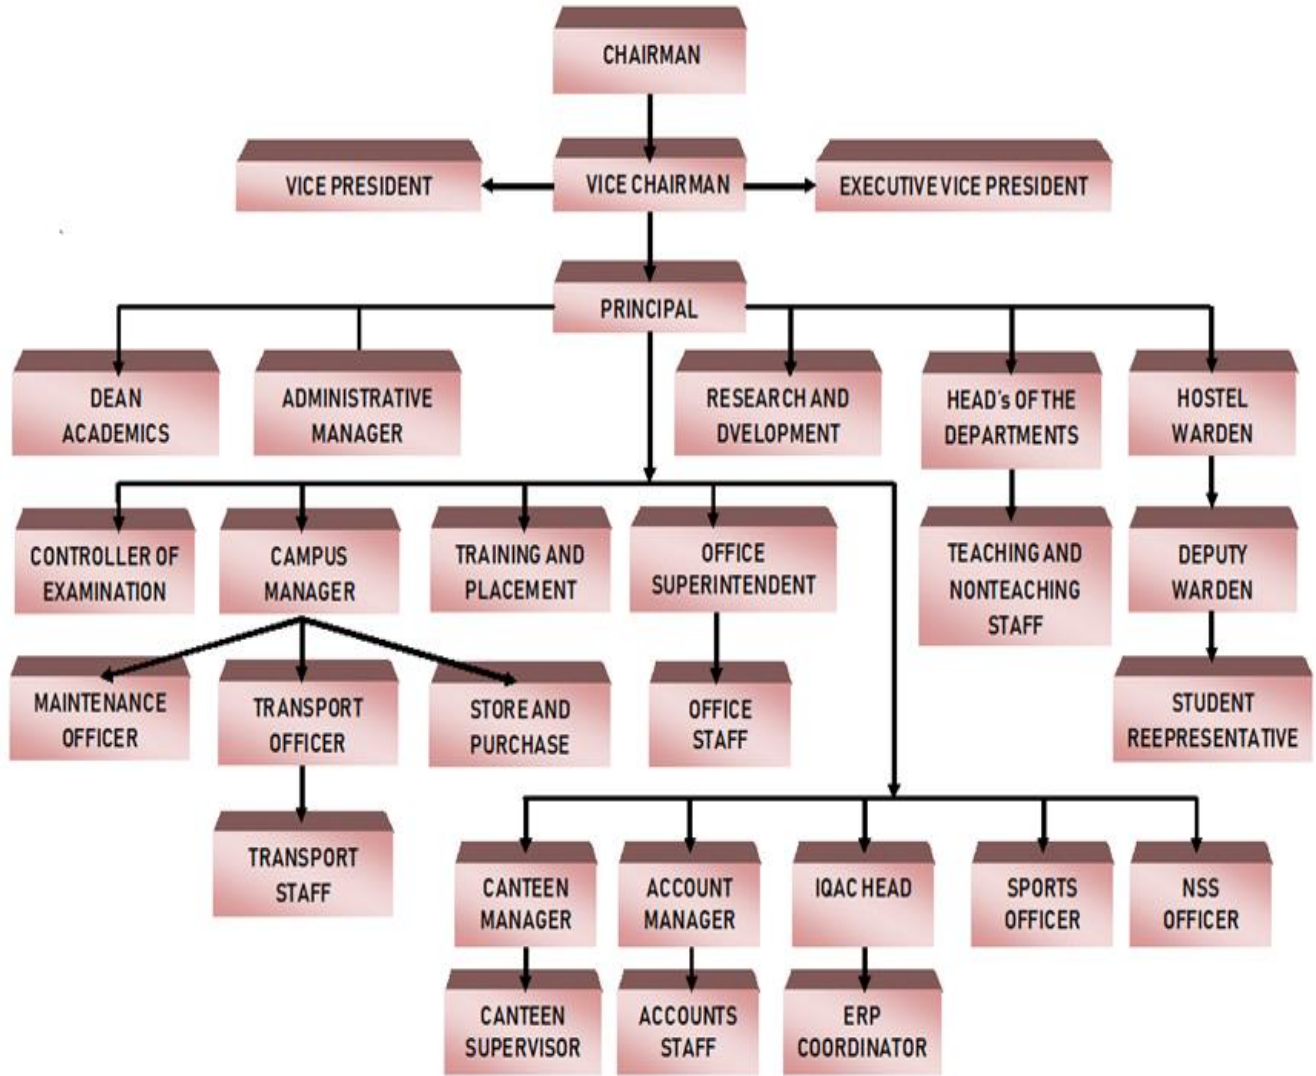 CHAIRMAN
VICE PRESIDENT
VICE CHAIRMAN
EXECUTIVE VICE PRESIDENT
PRINCIPAL
DEAN
ACADEMICS
ADMINISTRATIVE
MANAGER
RESEARCH AND
DVELOPMENT
HEAD's OF THE
DEPARTMENTS
HOSTEL
WARDEN
CONTROLLER OF
EXAMINATION
CAMPUS
MANAGER
TRAINING AND
PLACEMENT
OFFICE
SUPERINTENDENT
TEACHING AND
NONTEACHING
STAFF
DEPUTY
WARDEN
MAINTENANCE
OFFICER
TRANSPORT
OFFICER
STORE AND
PURCHASE
OFFICE
STAFF
STUDENT
REEPRESENTATIVE
TRANSPORT
STAFF
CANTEEN
MANAGER
ACCOUNT
MANAGER
IQAC HEAD
SPORTS
OFFICER
NSS
OFFICER
CANTEEN
SUPERVISOR
ACCOUNTS
STAFF
ERP
COORDINATOR